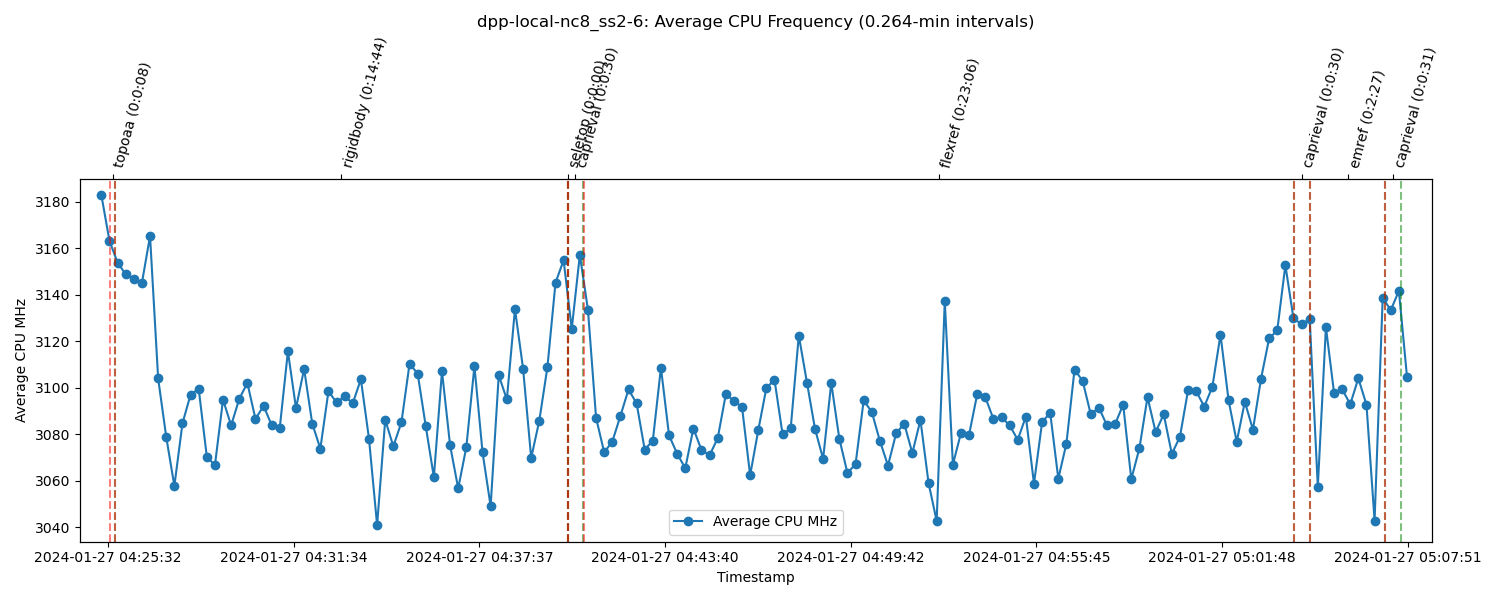 dpp-local-nc8_ss2-6: Average CPU Frequency (0.264-min intervals)
topoaa (0:0:08)
rigidbody (0:14:44)
seletop (0:0:00)
caprieval (0:0:30)
flexref (0:23:06)
caprieval (0:0:30)
emref (0:2:27)
caprieval (0:0:31)
Average CPU MHz
3180
3160
3140
3120
3100
3080
3060
3040
Average CPU MHz
2024-01-27 04:25:32
2024-01-27 04:31:34
2024-01-27 04:37:37
2024-01-27 04:43:40
2024-01-27 04:49:42
2024-01-27 04:55:45
2024-01-27 05:01:48
2024-01-27 05:07:51
Timestamp